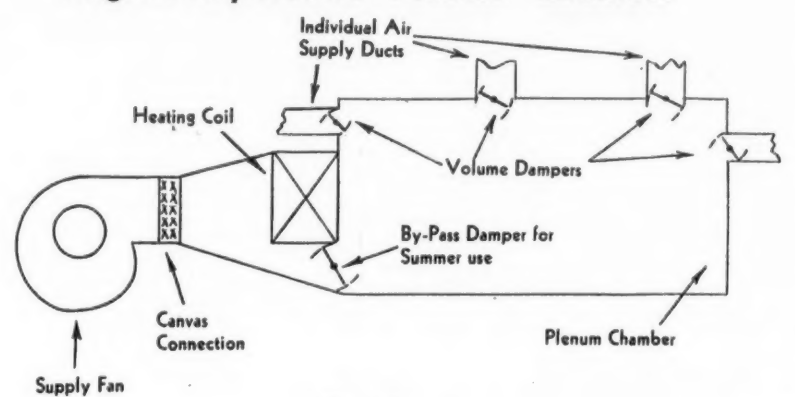 Individual Air
Supply Ducts
Heating Coil
Volume Dampers
By-Pass Damper for
Summer use
Canvas
Connection
Plenum Chamber
Supply Fan